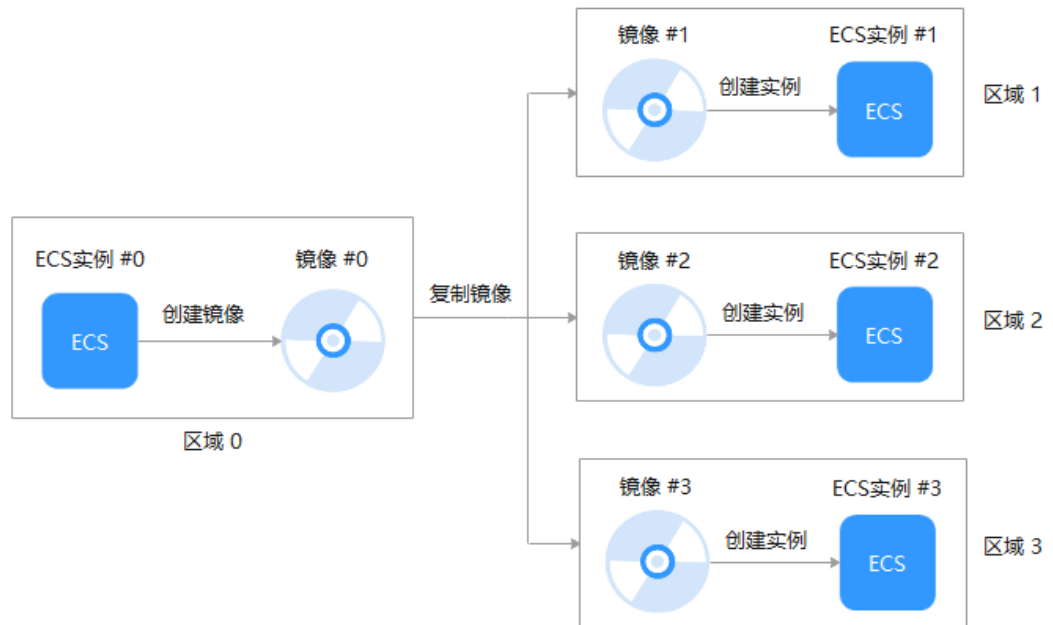 镜像 #1
ECS实例 #1
创建实例
ECS
区域 1
ECS实例 #0
镜像 #0
创建镜像
ECS
区域 0
复制镜像
镜像 #2
ECS实例 #2
创建实例
ECS
区域 2
镜像 #3
ECS实例 #3
创建实例
ECS
区域 3